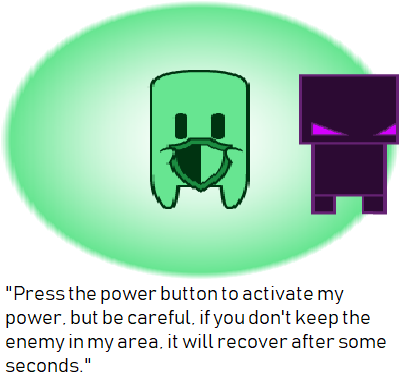 "Press the power button to activate my
power, but be careful, if you don't keep the
enemy in my area, it will recover after some
seconds."